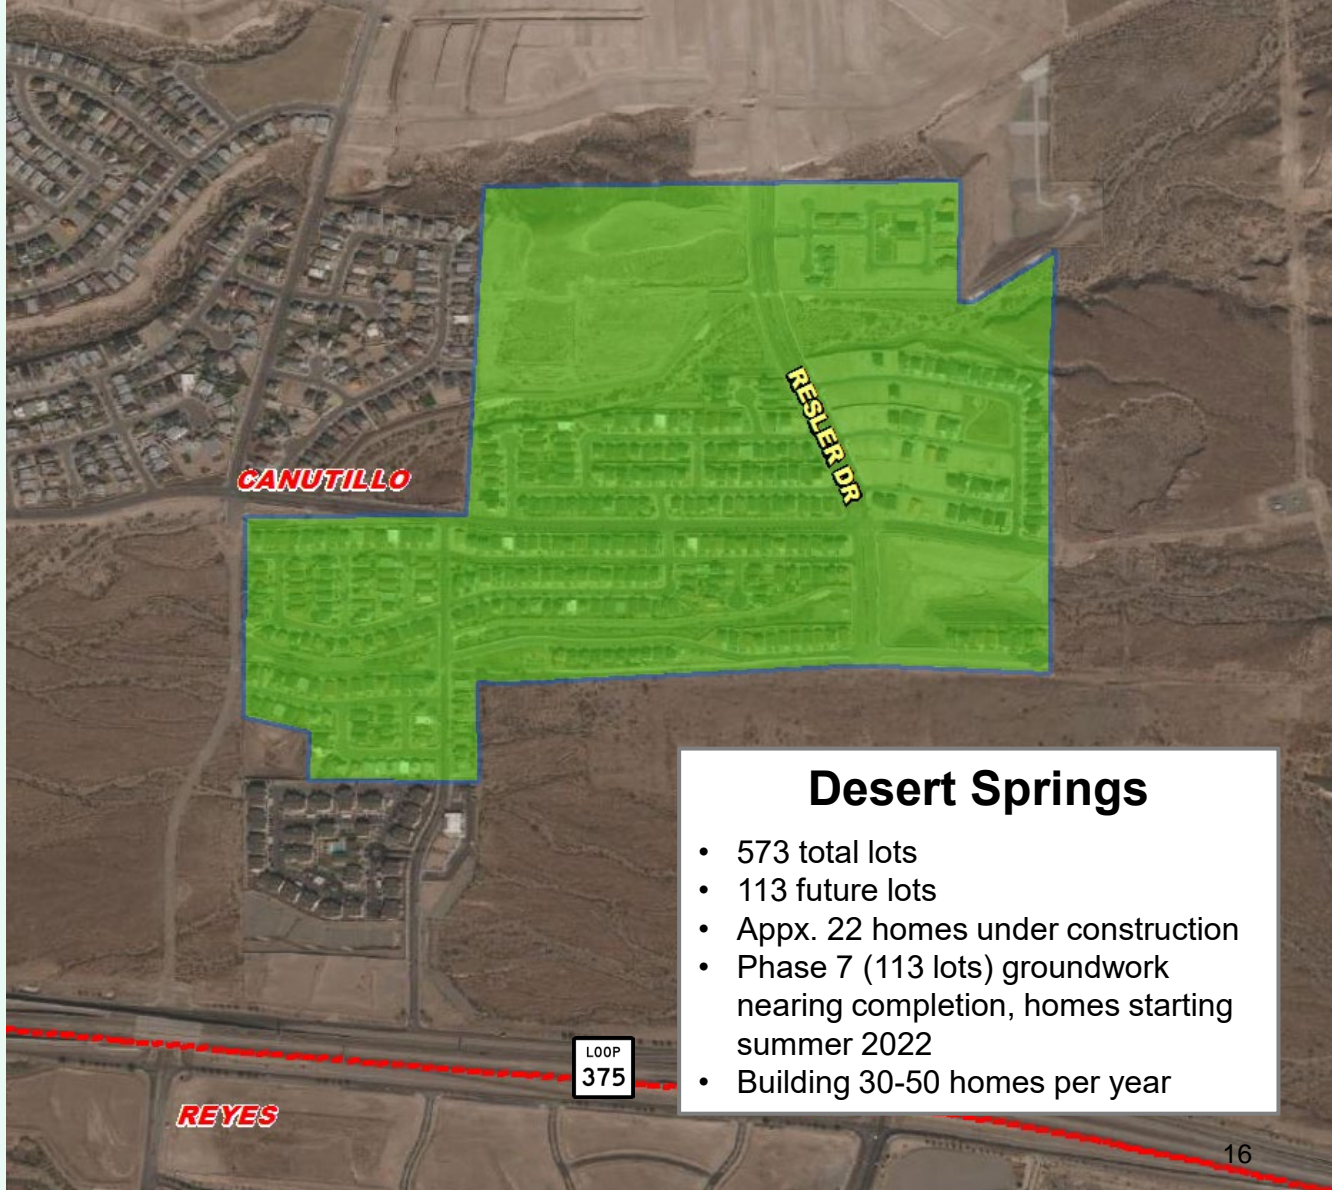 RESLER DR
CANUTILLO
Desert Springs
• 573 total lots
• 113 future lots
• Appx. 22 homes under construction
• Phase 7 (113 lots) groundwork
nearing completion, homes starting
summer 2022
• Building 30-50 homes per year
LOOP
375
REYES
16